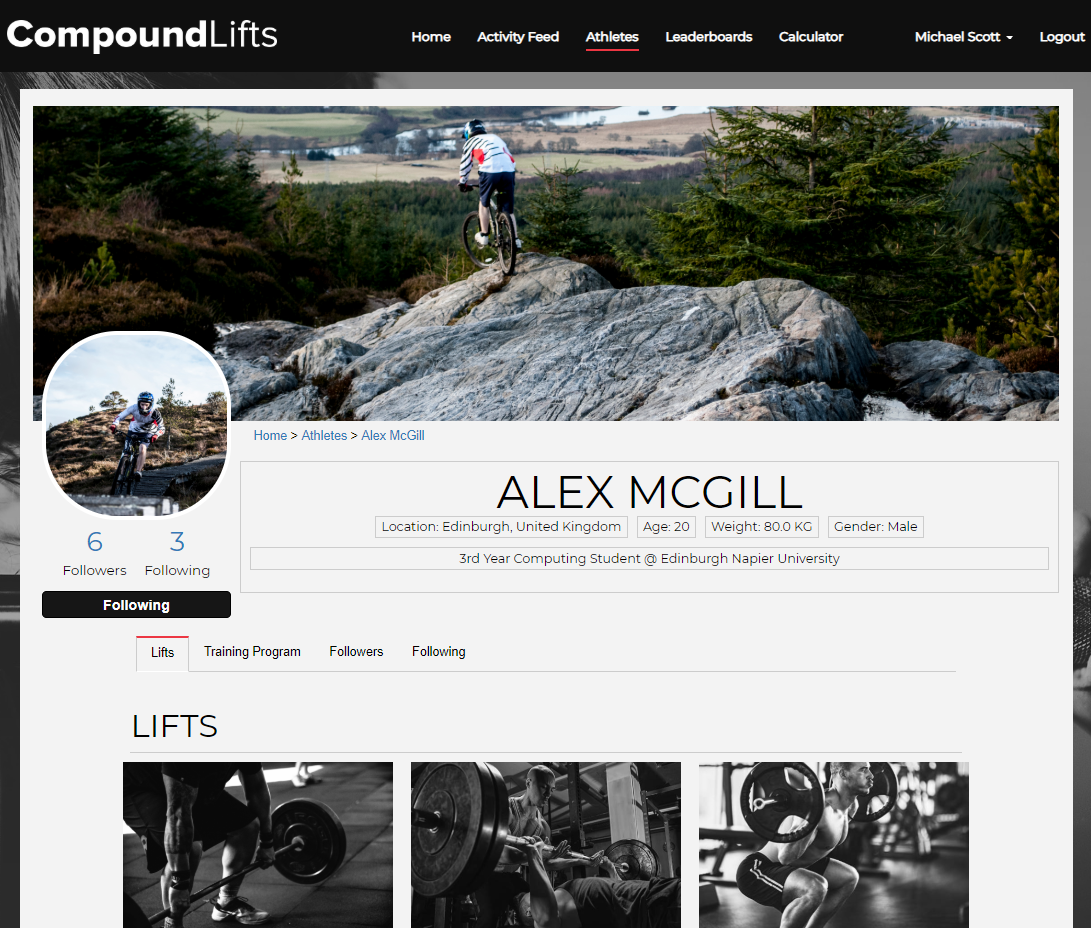 CompoundLifts
Home Activity Feed Athletes Leaderboards Calculator Michael Scott Logout
Home > Athletes > Alex McGill
ALEX MCGILL
Location: Edinburgh, United Kingdom Age: 20 Weight: 80.0 KG Gender: Male
3rd Year Computing Student @ Edinburgh Napier University
6 3
Followers Following
Following
Lifts Training Program Followers Following
LIFTS